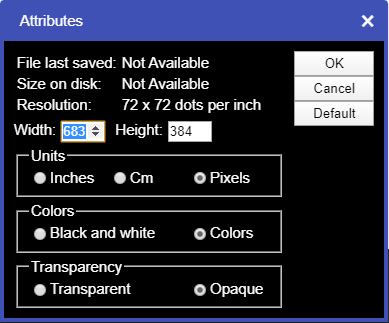 Attributes ×
File last saved: Not Available
OK
Size on disk: Not Available
Cancel
Resolution: 72 x 72 dots per inch
Default
Width: 683 Height: 384
Units
Inches Cm Pixels
Colors
Black and white Colors
Transparency
Transparent Opaque